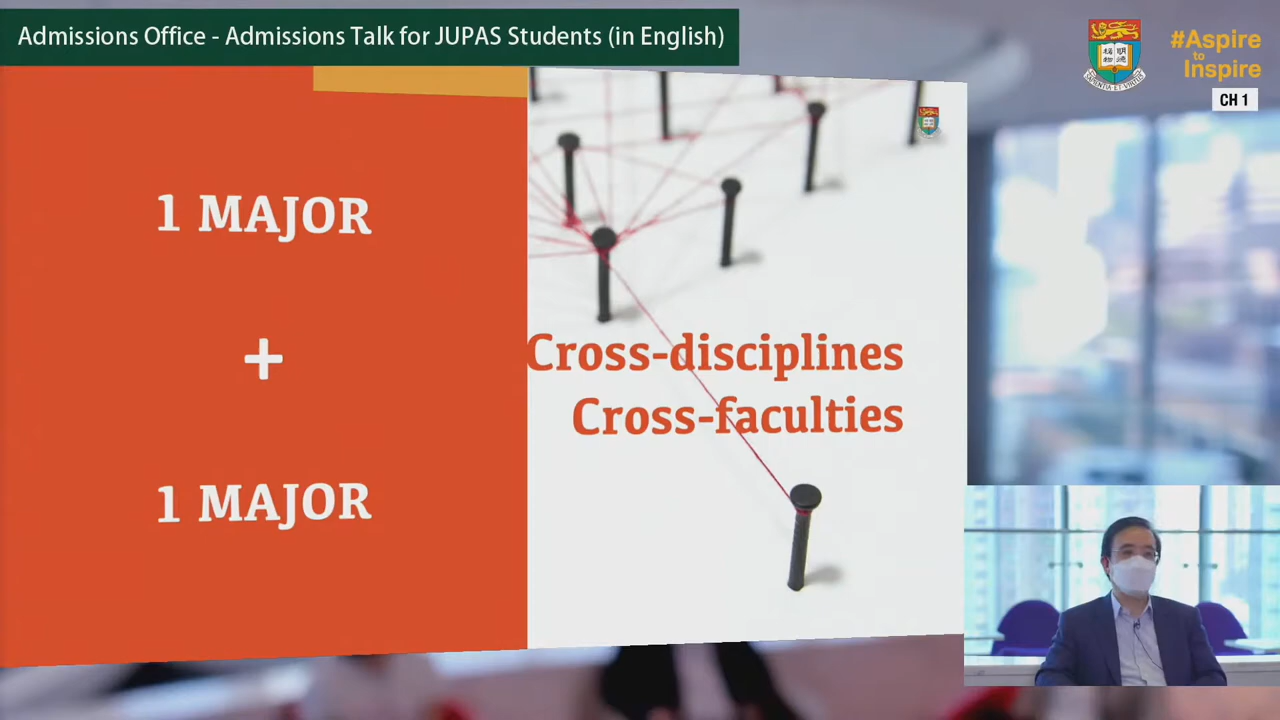 Admissions Office - Admissions Talk for JUPAS Students (in English)
#Aspire
to
Inspire
CH 1
1 MAJOR
+
1 MAJOR
Cross-disciplines
Cross-faculties